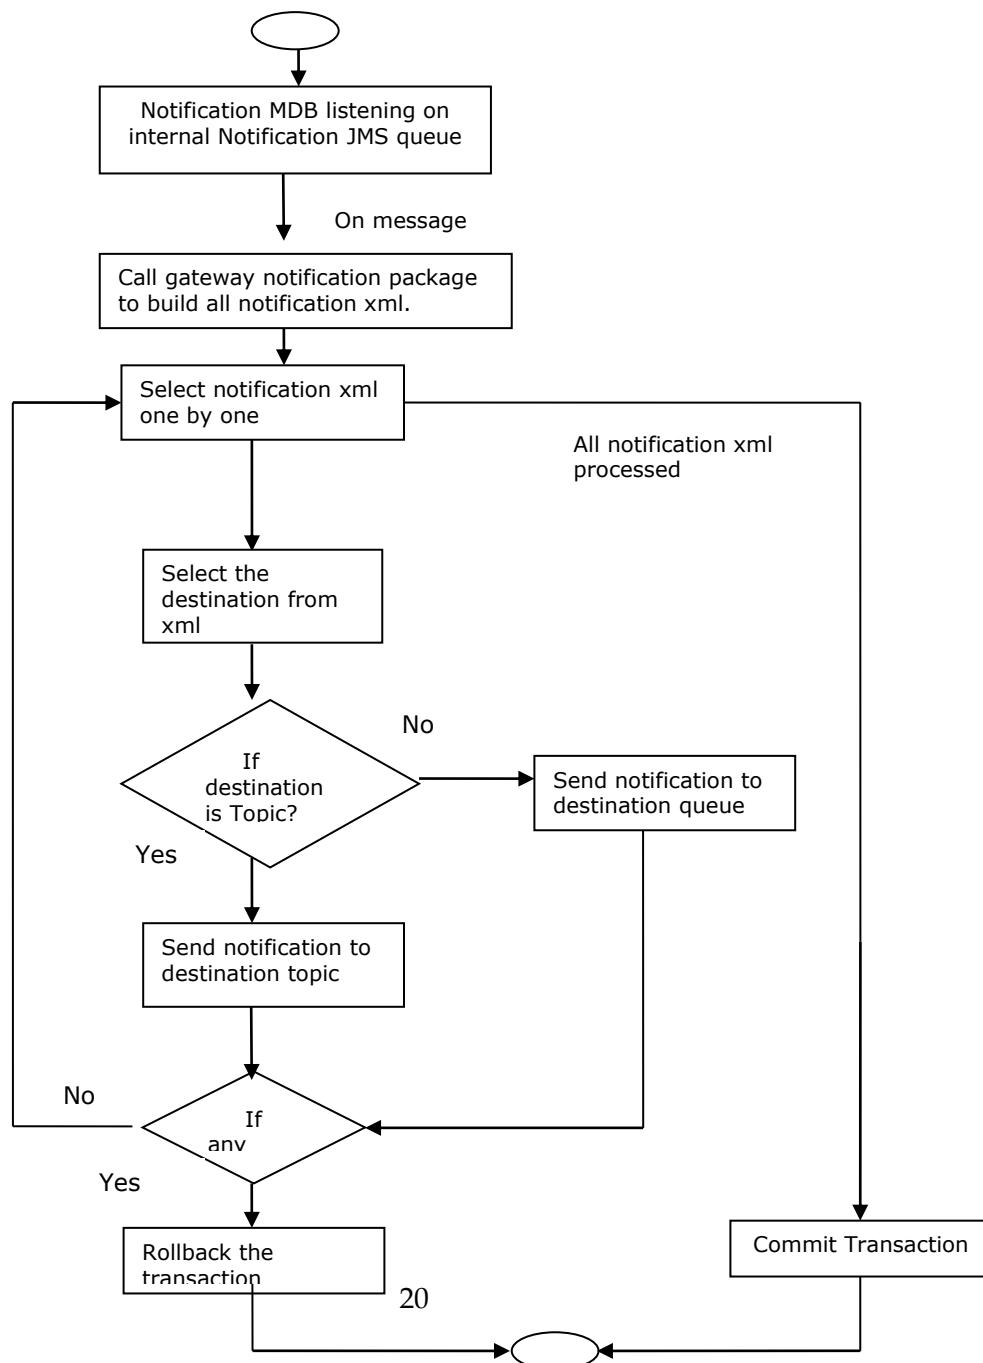 Notification MDB listening on
internal Notification JMS queue
On message
Call gateway notification package
to build all notification xml.
Select notification xml
one by one
All notification xml
processed
Select the
destination from
xml
No
If
destination
is Topic?
Send notification to
destination queue
Yes
Send notification to
destination topic
No
If
any
Yes
Rollback the
transaction
Commit Transaction
20